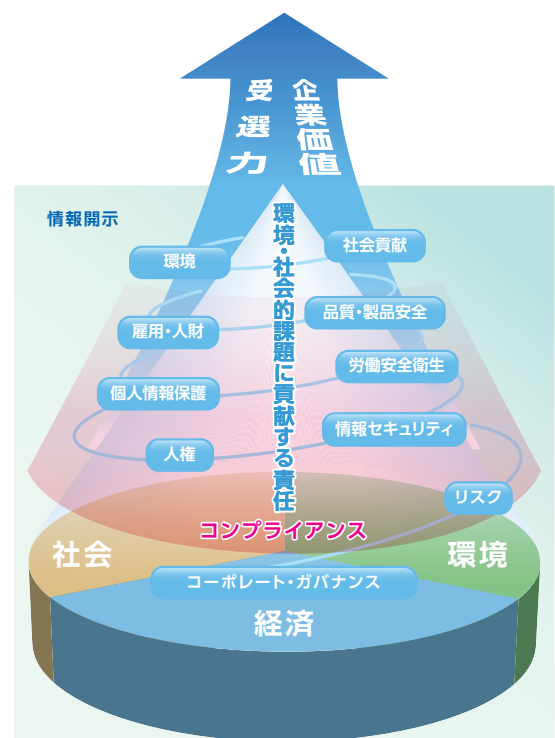 企業価値
受選力
情報開示
環境・社会的課題に貢献する責任
社会貢献
環境
品質・製品安全
雇用・人財
労働安全衛生
個人情報保護
情報セキュリティ
人権
リスク
コンプライアンス
社会
環境
コーポレート・ガバナンス
経済